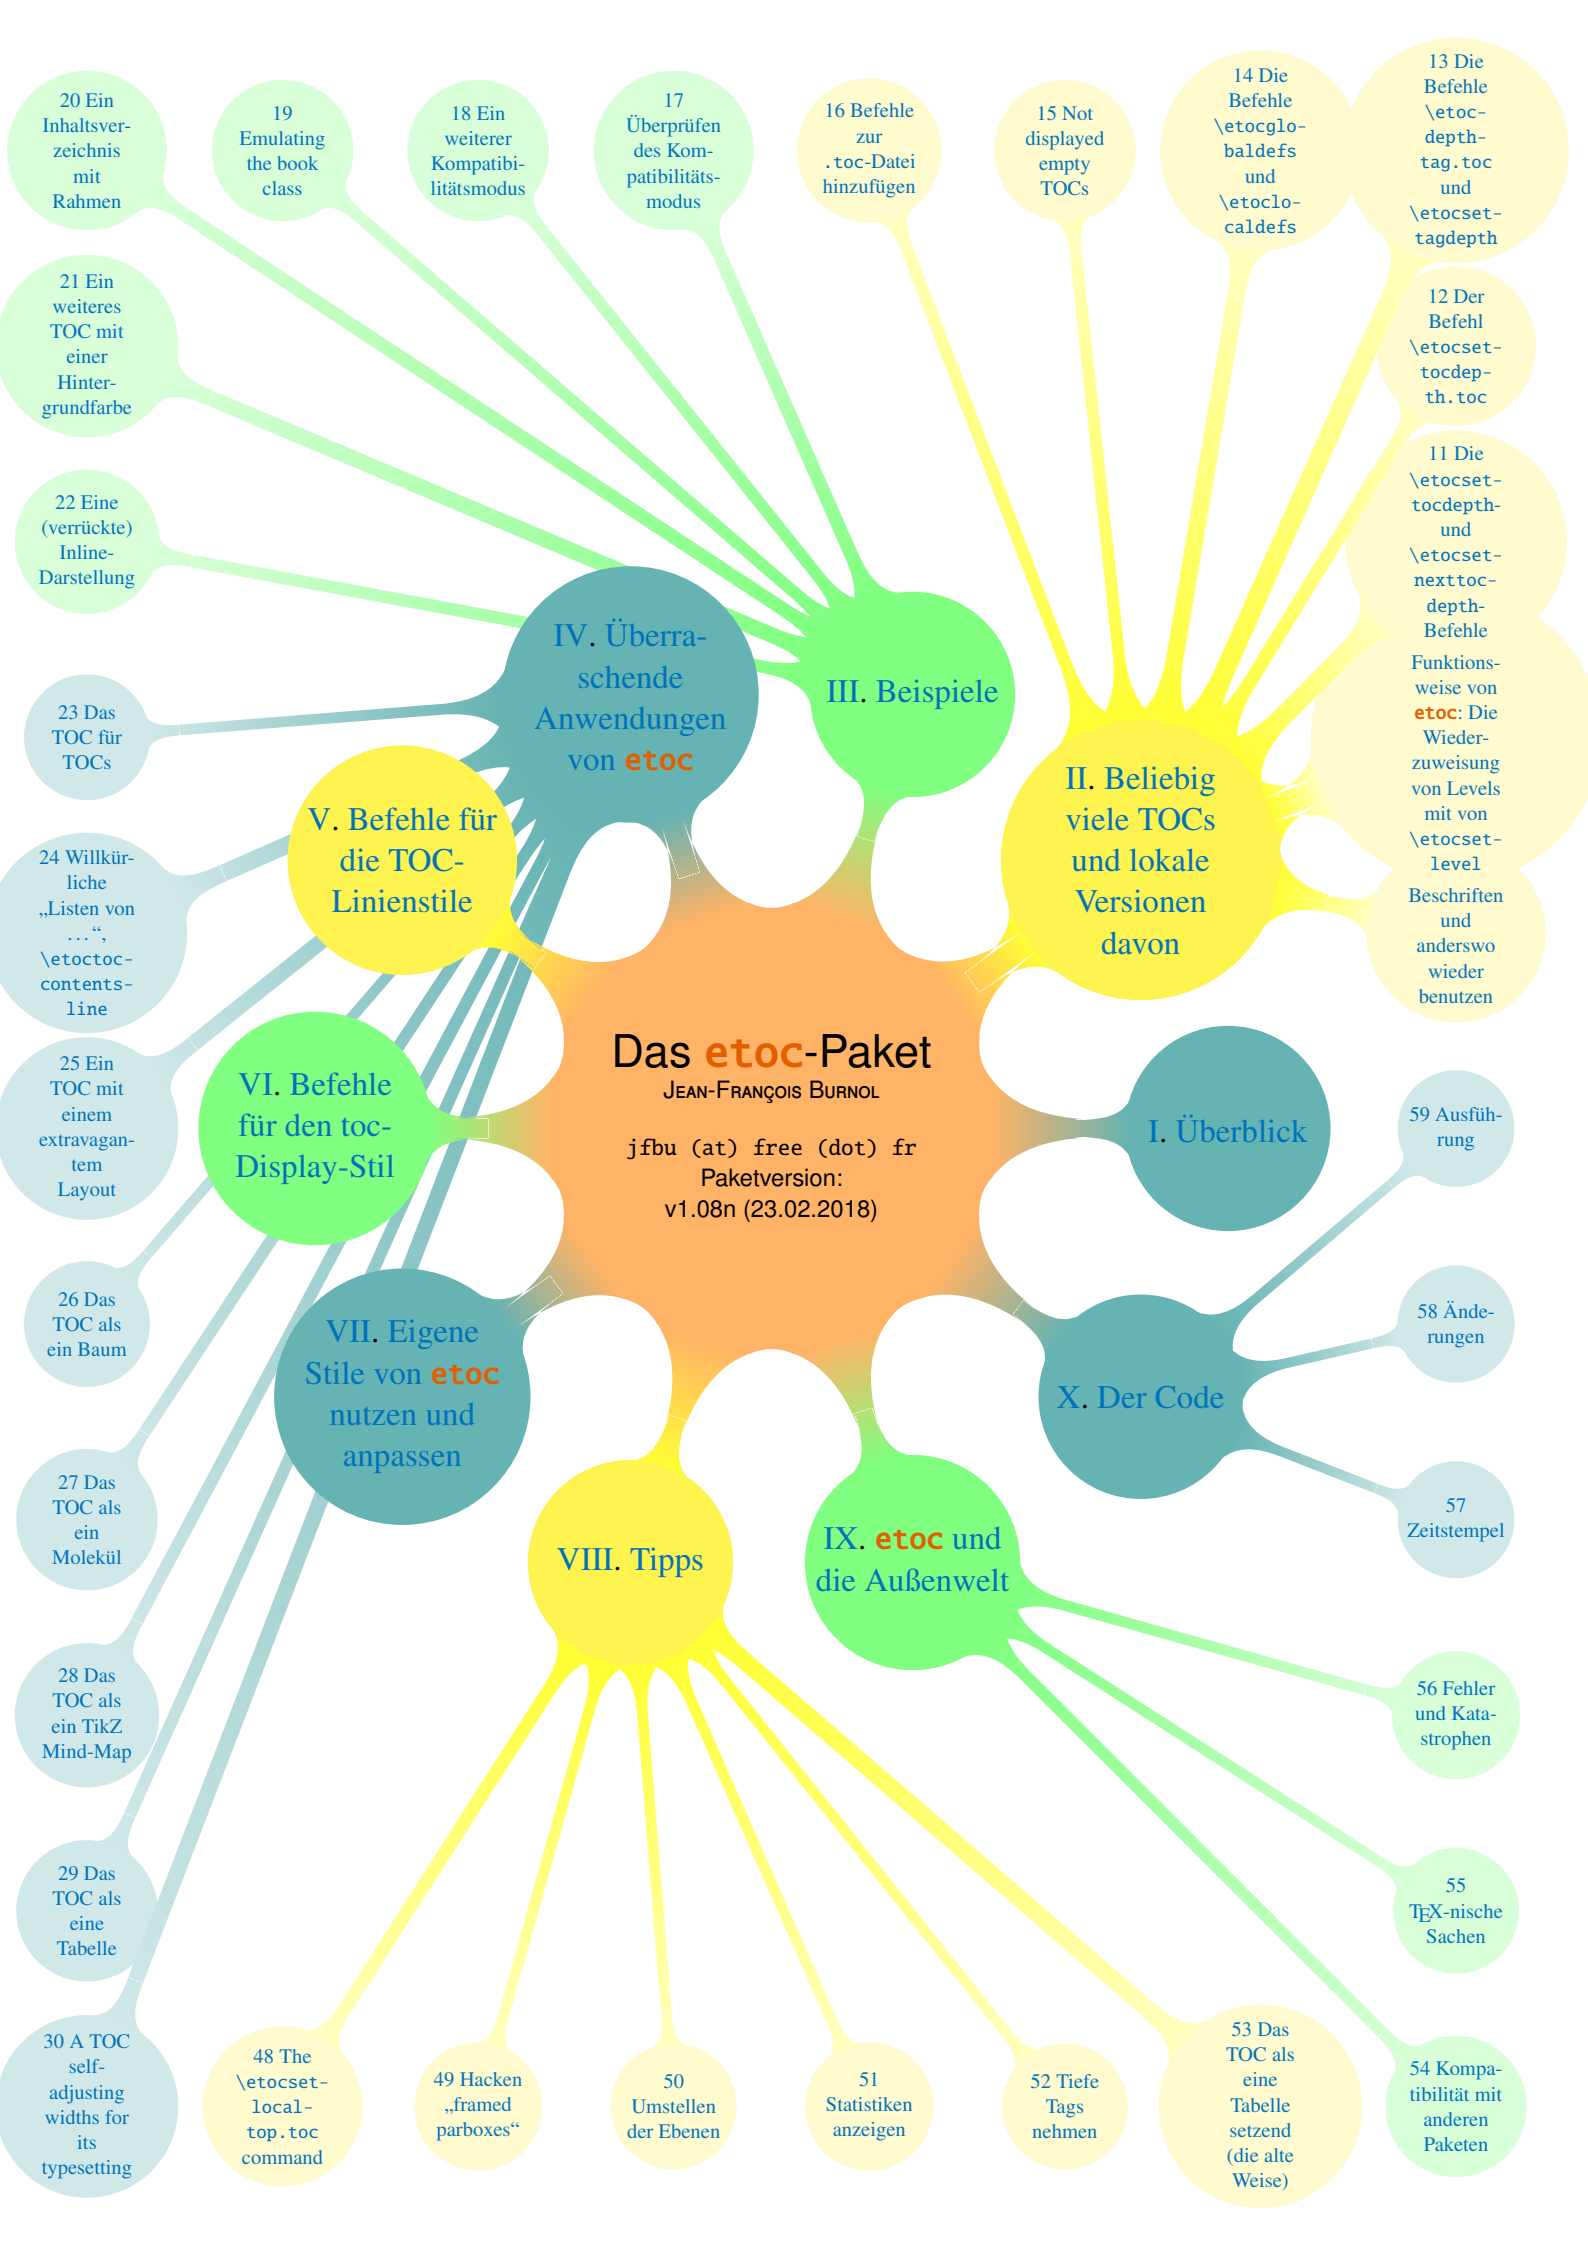 Das etoc-Paket
Jean-François Burnol
jfbu (at) free (dot) fr
Paketversion:
v1.08n (23.02.2018)
I. Überblick
II. Beliebig
viele TOCs
und lokale
Versionen
davon
III. Beispiele
IV. Überra-
schende
Anwendungen
von etoc
V. Befehle für
die TOC-
Linienstile
VI. Befehle
für den toc-
Display-Stil
VII. Eigene
Stile von etoc
nutzen und
anpassen
VIII. Tipps
IX. etoc und
die Außenwelt
X. Der Code
Beschriften
und
anderswo
wieder
benutzen
Funktions-
weise von
etoc: Die
Wieder-
zuweisung
von Levels
mit von
\etocset-
level
11 Die
\etocset-
tocdepth-
und
\etocset-
nexttoc-
depth-
Befehle
12 Der
Befehl
\etocset-
tocdep-
th.toc
13 Die
Befehle
\etoc-
depth-
tag.toc
und
\etocset-
tagdepth
14 Die
Befehle
\etocglo-
baldefs
und
\etoclo-
caldefs
15 Not
displayed
empty
TOCs
16 Befehle
zur
.toc-Datei
hinzufügen
17
Überprüfen
des Kom-
patibilitäts-
modus
18 Ein
weiterer
Kompatibi-
litätsmodus
19
Emulating
the book
class
20 Ein
Inhaltsver-
zeichnis
mit
Rahmen
21 Ein
weiteres
TOC mit
einer
Hinter-
grundfarbe
22 Eine
(verrückte)
Inline-
Darstellung
23 Das
TOC für
TOCs
24 Willkür-
liche
„Listen von
…“,
\etoctoc-
contents-
line
25 Ein
TOC mit
einem
extravagan-
tem
Layout
26 Das
TOC als
ein Baum
27 Das
TOC als
ein
Molekül
28 Das
TOC als
ein TikZ
Mind-Map
29 Das
TOC als
eine
Tabelle
30 A TOC
self-
adjusting
widths for
its
typesetting
48 The
\etocset-
local-
top.toc
command
49 Hacken
„framed
parboxes“
50
Umstellen
der Ebenen
51
Statistiken
anzeigen
52 Tiefe
Tags
nehmen
53 Das
TOC als
eine
Tabelle
setzend
(die alte
Weise)
54 Kompa-
tibilität mit
anderen
Paketen
55
TEX-nische
Sachen
56 Fehler
und Kata-
strophen
57
Zeitstempel
58 Ände-
rungen
59 Ausfüh-
rung